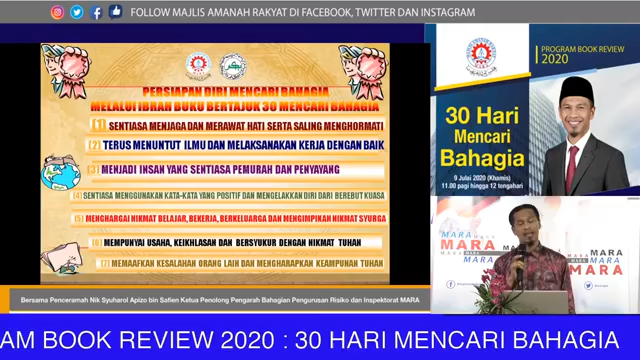 FOLLOW MAJLIS AMANAH RAKYAT DI FACEBOOK, TWITTER DAN INSTAGRAM
PERSIAPAN DIRI MENCARI BAHAGIA
MELALUI IBRAH BUKU BERTAJUK 30 MENCARI BAHAGIA
(1) SENTIASA MENJAGA DAN MERAWAT HATI SERTA SALING MENGHORMATI
(2) TERUS MENUNTUT ILMU DAN MELAKSANAKAN KERJA DENGAN BAIK
(3) MENJADI INSAN YANG SENTIASA PEMURAH DAN PENYAYANG
(4) SENTIASA MENGGUNAKAN KATA-KATA YANG POSITIF DAN MENGELAKKAN DIRI DARI BEREBUT KUASA
(5) MENGHARGAI NIKMAT BELAJAR, BEKERJA, BERKELUARGA DAN MENGIMPIKAN NIKMAT SYURGA
(6) MEMPUNYAI USAHA, KEIKHLASAN DAN BERSYUKUR DENGAN NIKMAT TUHAN
(7) MEMAAFKAN KESALAHAN ORANG LAIN DAN MENGHARAPKAN KEAMPUNAN TUHAN
PROGRAM BOOK REVIEW
2020
30 Hari
Mencari
Bahagia
9 Julai 2020 (Khamis)
11.00 pagi hingga 12 tengahari
MARA
MARA
MARA
MARA
MARA
MARA
Bersama Penceramah Nik Syuharol Apizo bin Safien Ketua Penolong Pengarah Bahagian Pengurusan Risiko dan Inspektorat MARA
AM BOOK REVIEW 2020 : 30 HARI MENCARI BAHAGIA